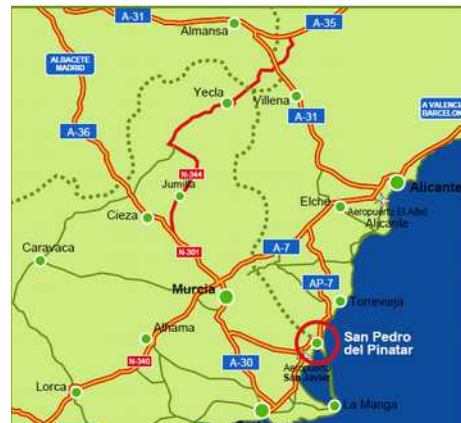 A-31
A-35
Almansa
ALBACETE
MADRID
Yecla
Villena
A-31
A VALENCIA
BARCELON
A-36
N-344
Jumilla
Alicante
Elche
Aeropuerto El Altet
Alicante
Cieza
N-301
A-7
Caravaca
AP-7
Murcia
Torrevieja
Alhama
San Pedro
del Pinatar
N-340
A-30
Aeropuerto
San Javier
Lorca
La Manga